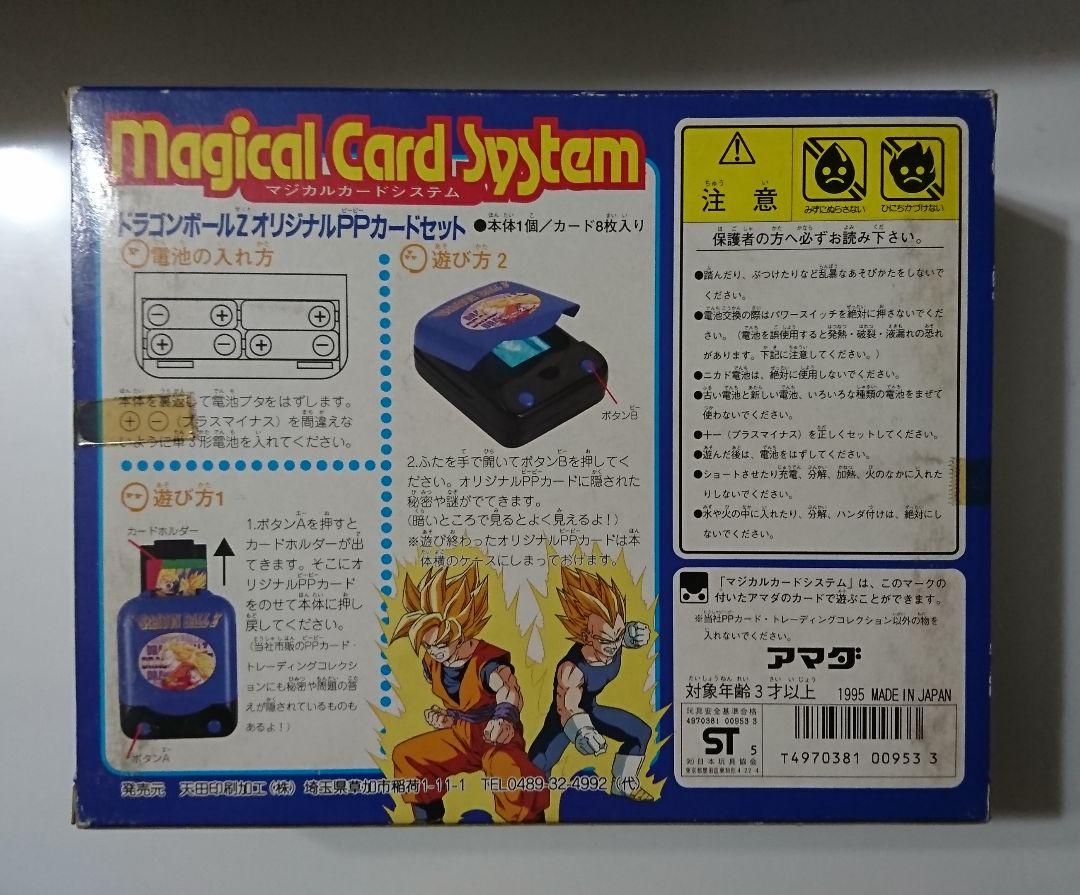 Magical Card System
マジカルカードシステム
ドラゴンボールZオリジナルPPカードセット
●本体1個／カード8枚入り
電池の入れ方
本体を裏返して電池ブタをはずします。
⊕⊖(プラスマイナス)を間違えな
いように単3形電池を入れてください。
遊び方1
カードホルダー
1.ボタンAを押すと
カードホルダーが出
てきます。そこにオ
リジナルPPカード
をのせて本体に押し
戻してください。
(当社市販のPPカード・
トレーディングコレクシ
ョンにも秘密や問題の答
えが隠されているものも
あるよ！)
ボタンA
遊び方2
ボタンB
2.ふたを手で開いてボタンBを押してく
ださい。オリジナルPPカードに隠された
秘密や謎がでてきます。
(暗いところで見るとよく見えるよ！)
※遊び終わったオリジナルPPカードは本
体横のケースにしまっておけます。
発売元 天田印刷加工(株) 埼玉県草加市稲荷1-11-1 TEL0489-32-4992(代)
注意
みずにぬらさない
ひにちかづけない
保護者の方へ必ずお読み下さい。
●踏んだり、ぶつけたりなど乱暴なあそびかたをしないで
ください。
●電池交換の際はパワースイッチを絶対に押さないでくだ
さい。(電池を誤使用すると発熱・破裂・液漏れの恐れ
があります。下記に注意してください。)
●ニカド電池は、絶対に使用しないでください。
●古い電池と新しい電池、いろいろな種類の電池をまぜて
使わないでください。
●＋－(プラスマイナス)を正しくセットしてください。
●遊んだ後は、電池をはずしてください。
●ショートさせたり充電、分解、加熱、火のなかに入れた
りしないでください。
●水や火の中に入れたり、分解、ハンダ付けは、絶対にし
ないでください。
「マジカルカードシステム」は、このマークの
付いたアマダのカードで遊ぶことができます。
※当社PPカード・トレーディングコレクション以外の物を
入れないでください。
アマダ
対象年齢3才以上 1995 MADE IN JAPAN
玩具安全基準合格
4970381 00953 3
ST 5
㈳日本玩具協会
東京都墨田区東駒形4-22-4
T4970381 00953 3